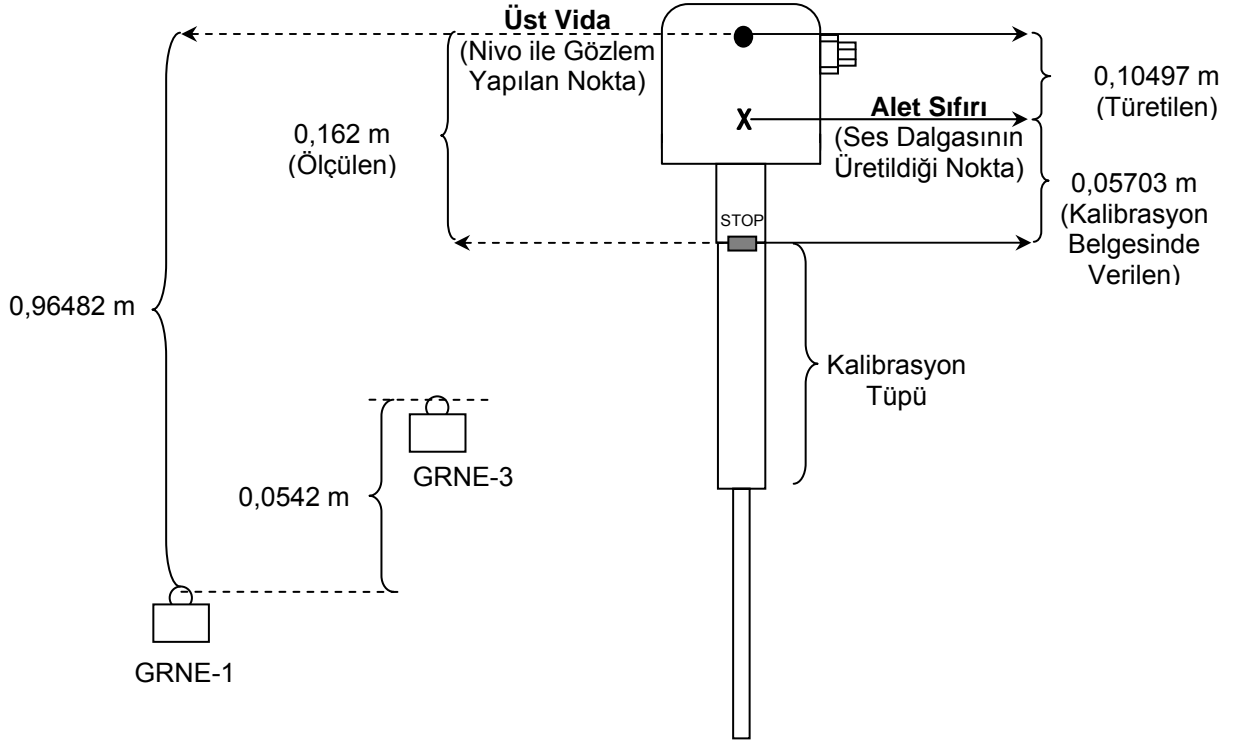 Üst Vida
(Nivo ile Gözlem
Yapılan Nokta)
0,10497 m
(Türetilen)
Alet Sıfırı
X
(Ses Dalgasının
Üretildiği Nokta)
0,162 m
(Ölçülen)
0,05703 m
(Kalibrasyon
Belgesinde
Verilen)
STOP
0,96482 m
Kalibrasyon
Tüpü
GRNE-3
0,0542 m
GRNE-1